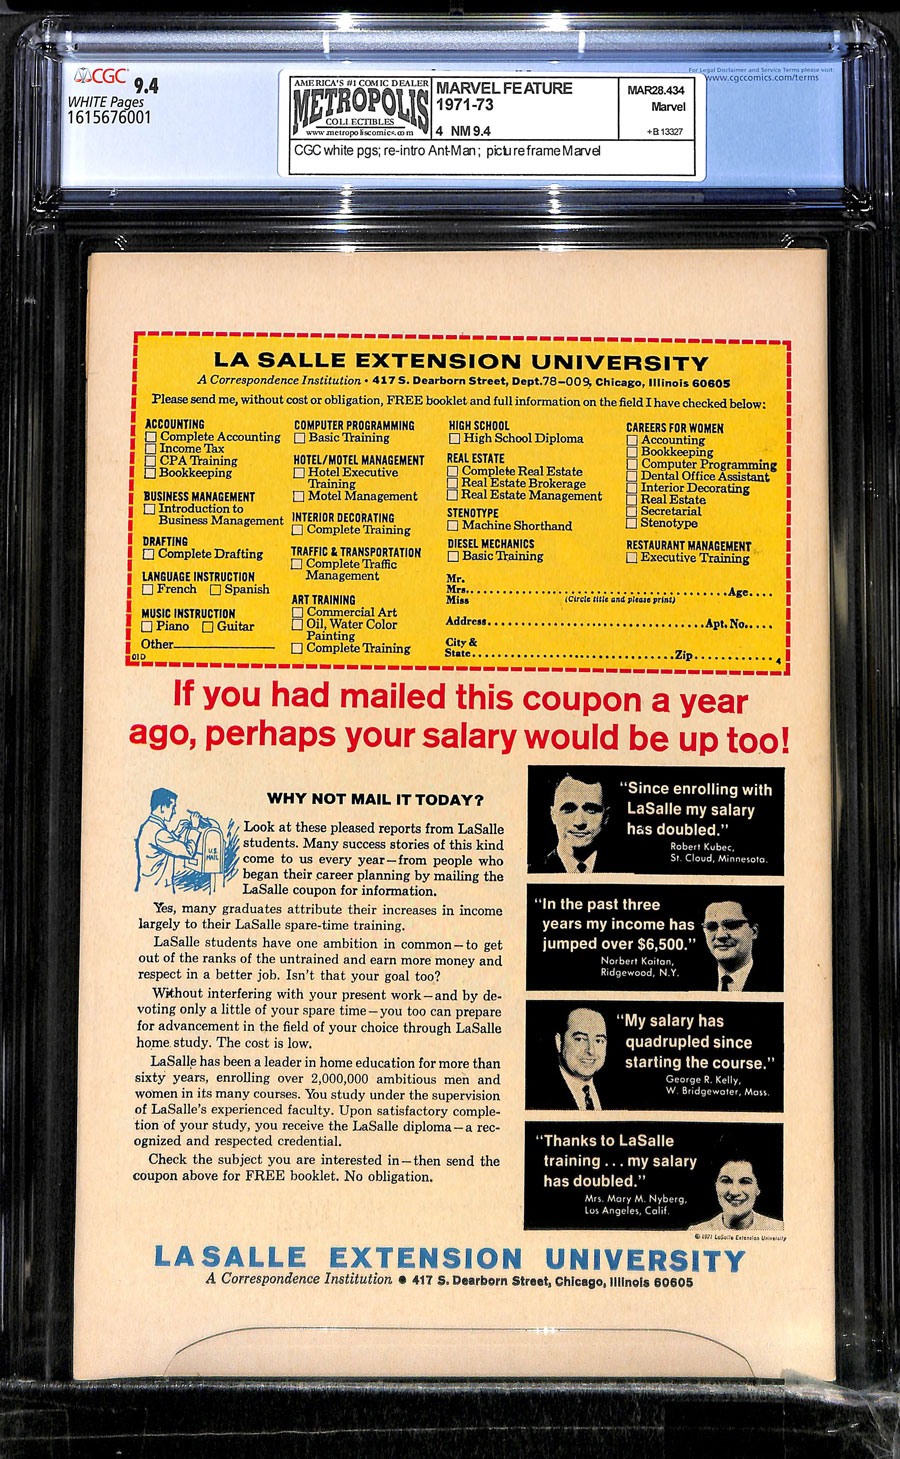 CGC 9.4
WHITE Pages
1615676001
AMERICA'S #1 COMIC DEALER
METROPOLIS
COLLECTIBLES
www.metropoliscomics.com
MARVEL FEATURE
1971-73
4 NM 9.4
MAR28.434
Marvel
+B:13327
CGC white pgs; re-intro Ant-Man; picture frame Marvel
For Legal Disclaimer and Service Terms please visit:
www.cgccomics.com/terms
LA SALLE EXTENSION UNIVERSITY
A Correspondence Institution • 417 S. Dearborn Street, Dept. 78-009, Chicago, Illinois 60605
Please send me, without cost or obligation, FREE booklet and full information on the field I have checked below:
ACCOUNTING
Complete Accounting
Income Tax
CPA Training
Bookkeeping
BUSINESS MANAGEMENT
Introduction to
Business Management
DRAFTING
Complete Drafting
LANGUAGE INSTRUCTION
French Spanish
MUSIC INSTRUCTION
Piano Guitar
Other
01D
COMPUTER PROGRAMMING
Basic Training
HOTEL/MOTEL MANAGEMENT
Hotel Executive
Training
Motel Management
INTERIOR DECORATING
Complete Training
TRAFFIC & TRANSPORTATION
Complete Traffic
Management
ART TRAINING
Commercial Art
Oil, Water Color
Painting
Complete Training
HIGH SCHOOL
High School Diploma
REAL ESTATE
Complete Real Estate
Real Estate Brokerage
Real Estate Management
STENOTYPE
Machine Shorthand
DIESEL MECHANICS
Basic Training
CAREERS FOR WOMEN
Accounting
Bookkeeping
Computer Programming
Dental Office Assistant
Interior Decorating
Real Estate
Secretarial
Stenotype
RESTAURANT MANAGEMENT
Executive Training
Mr.
Mrs. Age
Miss (Circle title and please print)
Address Apt. No.
City &
State Zip 4
If you had mailed this coupon a year
ago, perhaps your salary would be up too!
WHY NOT MAIL IT TODAY?
U.S.
MAIL
Look at these pleased reports from LaSalle
students. Many success stories of this kind
come to us every year—from people who
began their career planning by mailing the
LaSalle coupon for information.
Yes, many graduates attribute their increases in income
largely to their LaSalle spare-time training.
LaSalle students have one ambition in common—to get
out of the ranks of the untrained and earn more money and
respect in a better job. Isn't that your goal too?
Without interfering with your present work—and by de-
voting only a little of your spare time—you too can prepare
for advancement in the field of your choice through LaSalle
home study. The cost is low.
LaSalle has been a leader in home education for more than
sixty years, enrolling over 2,000,000 ambitious men and
women in its many courses. You study under the supervision
of LaSalle's experienced faculty. Upon satisfactory comple-
tion of your study, you receive the LaSalle diploma—a rec-
ognized and respected credential.
Check the subject you are interested in—then send the
coupon above for FREE booklet. No obligation.
"Since enrolling with
LaSalle my salary
has doubled."
Robert Kubec,
St. Cloud, Minnesota.
"In the past three
years my income has
jumped over $6,500."
Norbert Kaitan,
Ridgewood, N.Y.
"My salary has
quadrupled since
starting the course."
George R. Kelly,
W. Bridgewater, Mass.
"Thanks to LaSalle
training . . . my salary
has doubled."
Mrs. Mary M. Nyberg,
Los Angeles, Calif.
© 1971 LaSalle Extension University
LA SALLE EXTENSION UNIVERSITY
A Correspondence Institution • 417 S. Dearborn Street, Chicago, Illinois 60605